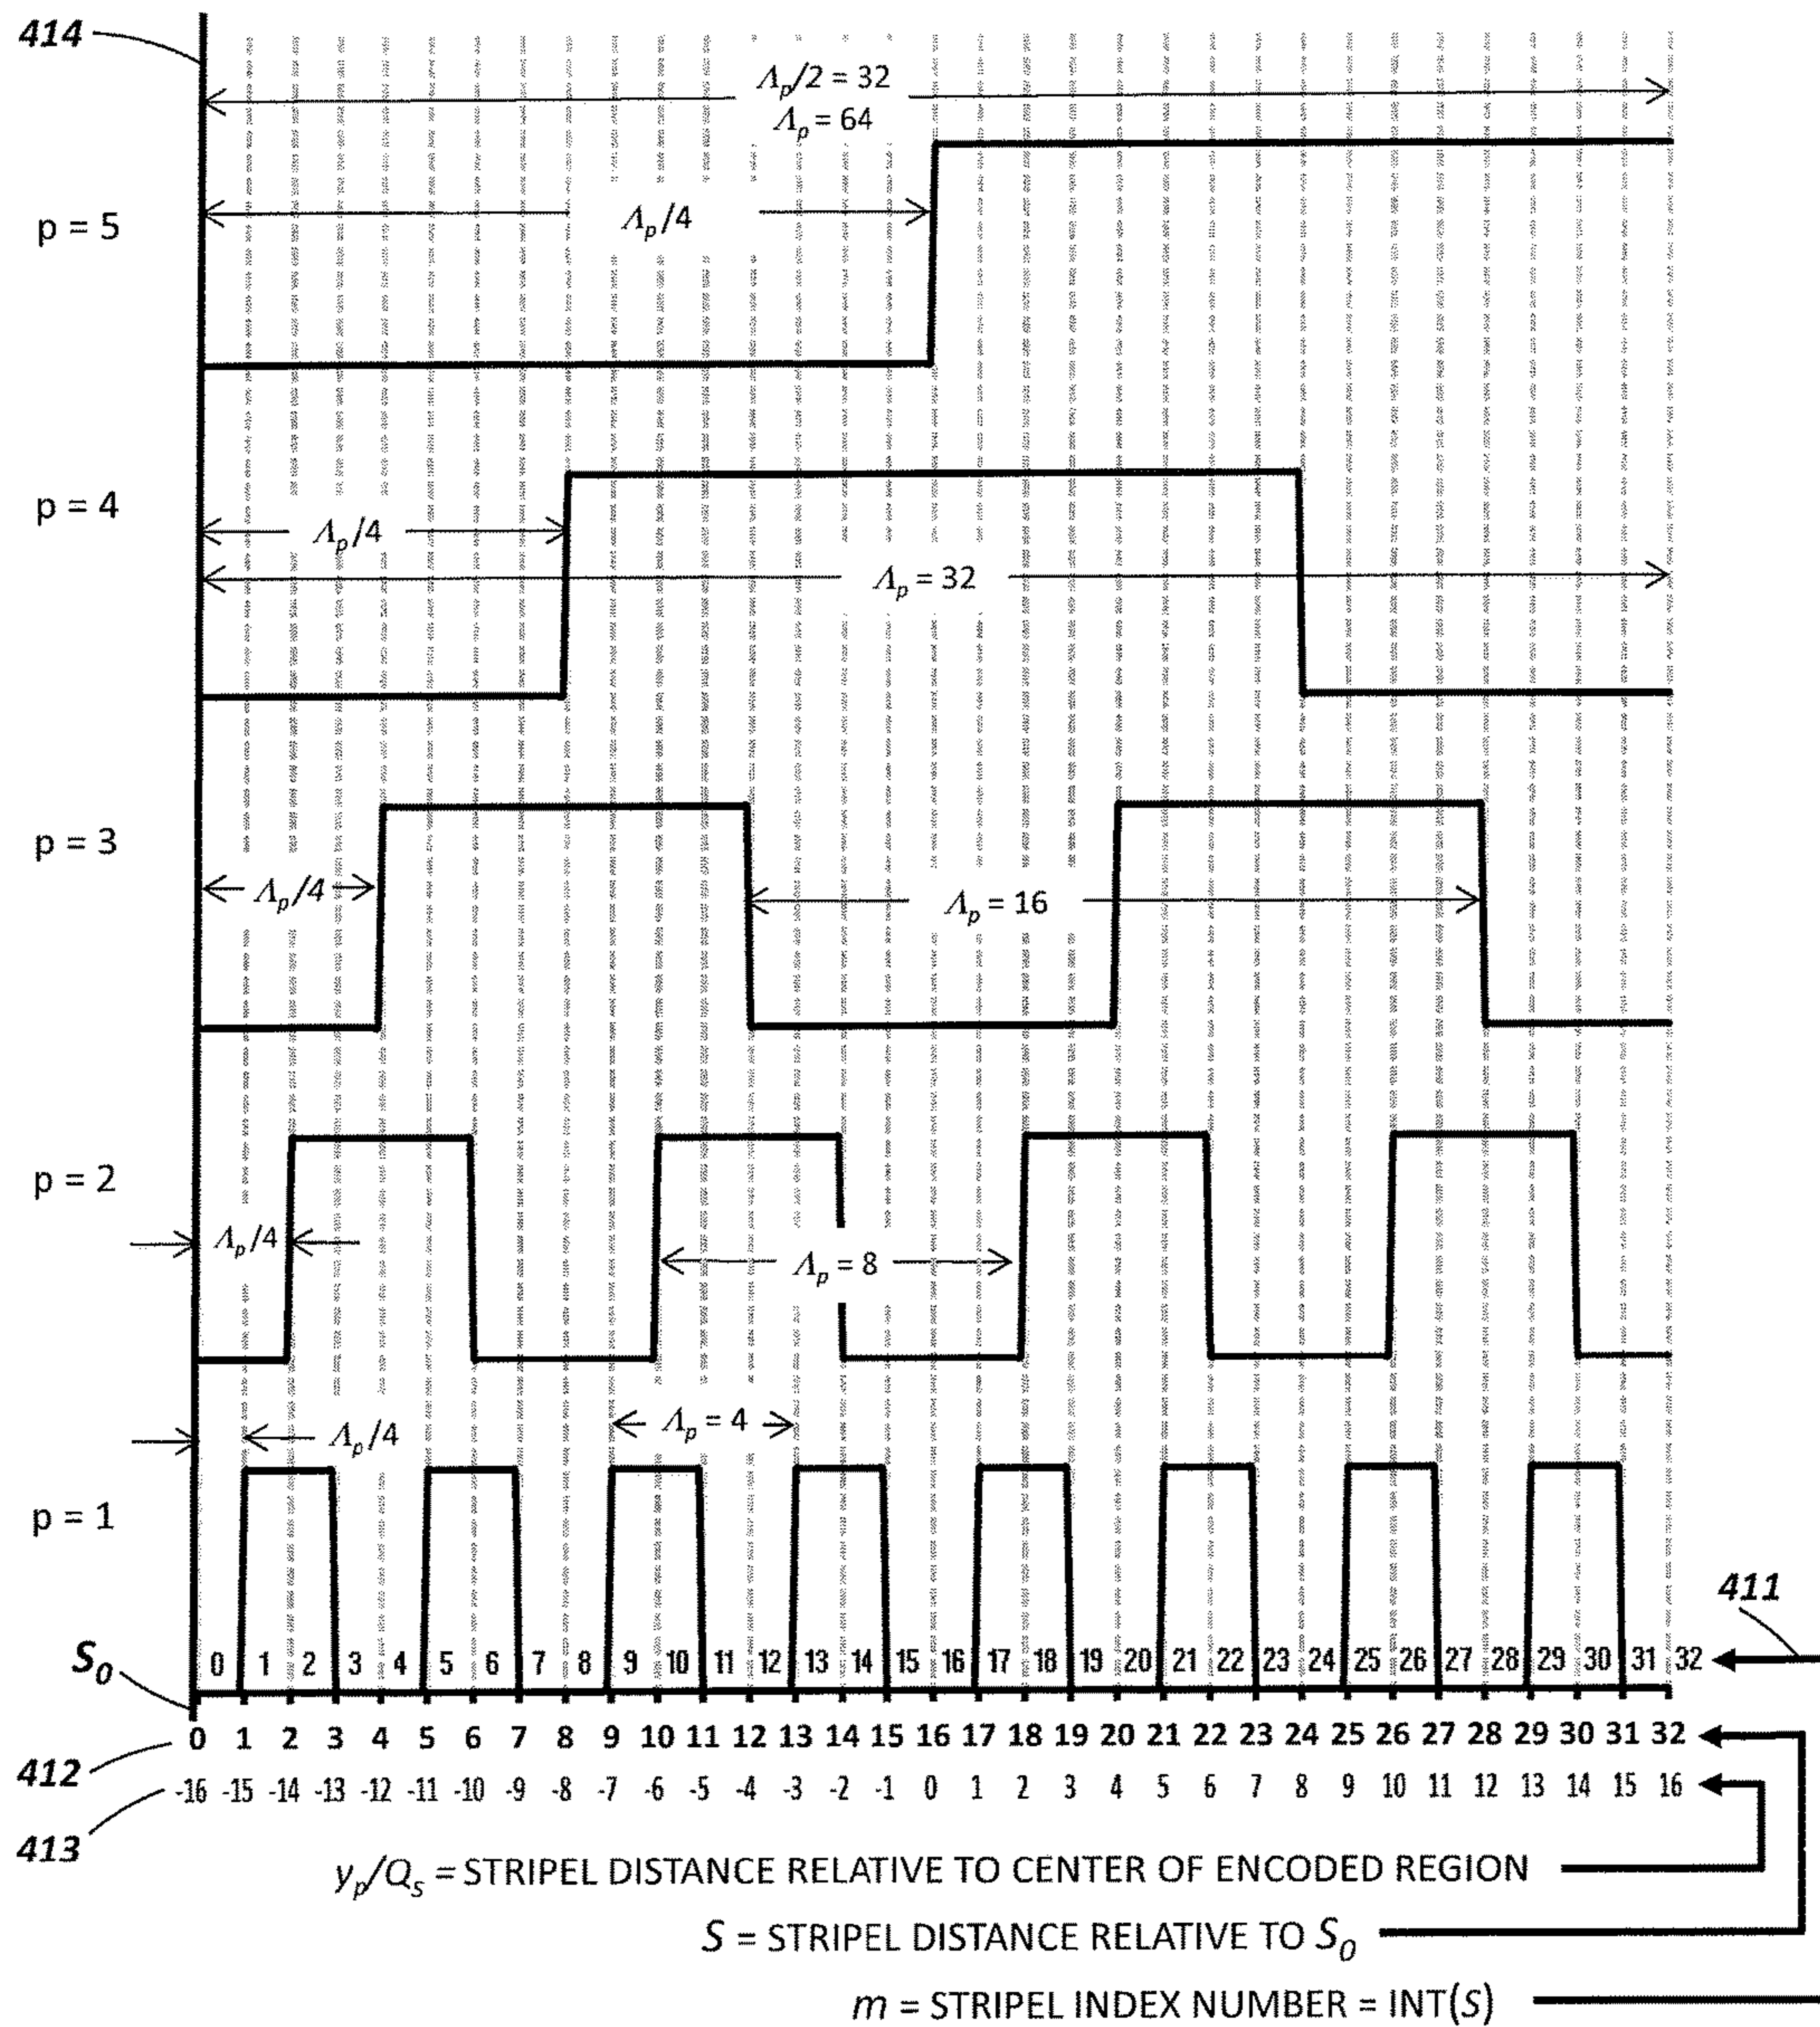 414
Λp/2 = 32
Λp = 64
p = 5
Λp/4
p = 4
Λp/4
Λp = 32
p = 3
Λp/4
Λp = 16
p = 2
Λp/4
Λp = 8
Λp/4
Λp = 4
p = 1
411
S0
0 1 2 3 4 5 6 7 8 9 10 11 12 13 14 15 16 17 18 19 20 21 22 23 24 25 26 27 28 29 30 31 32
0 1 2 3 4 5 6 7 8 9 10 11 12 13 14 15 16 17 18 19 20 21 22 23 24 25 26 27 28 29 30 31 32
412
-16 -15 -14 -13 -12 -11 -10 -9 -8 -7 -6 -5 -4 -3 -2 -1 0 1 2 3 4 5 6 7 8 9 10 11 12 13 14 15 16
413
yp/Qs = STRIPEL DISTANCE RELATIVE TO CENTER OF ENCODED REGION
S = STRIPEL DISTANCE RELATIVE TO S0
m = STRIPEL INDEX NUMBER = INT(S)